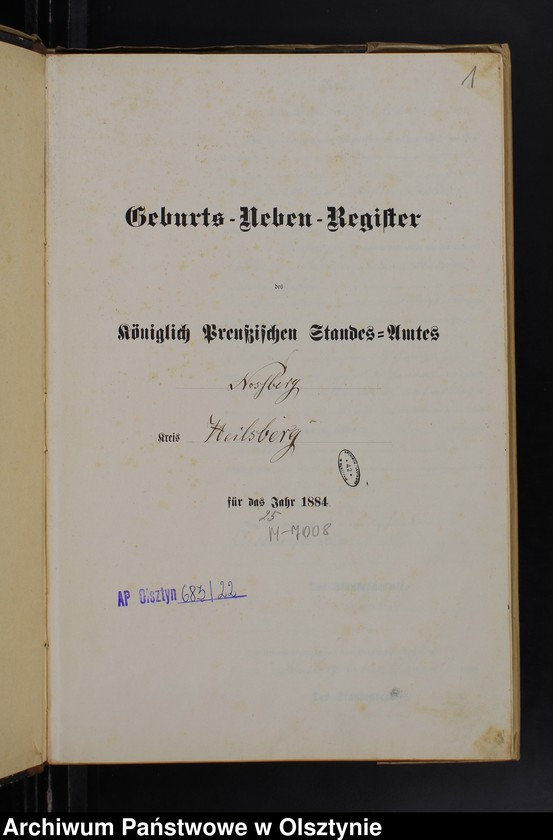 1
Geburts-Neben-Register
des
Königlich Preußischen Standes-Amtes
Nossberg
Kreis Heilsberg
für das Jahr 1884
25
M-7008
AP Olsztyn 683/22
Archiwum Państwowe w Olsztynie